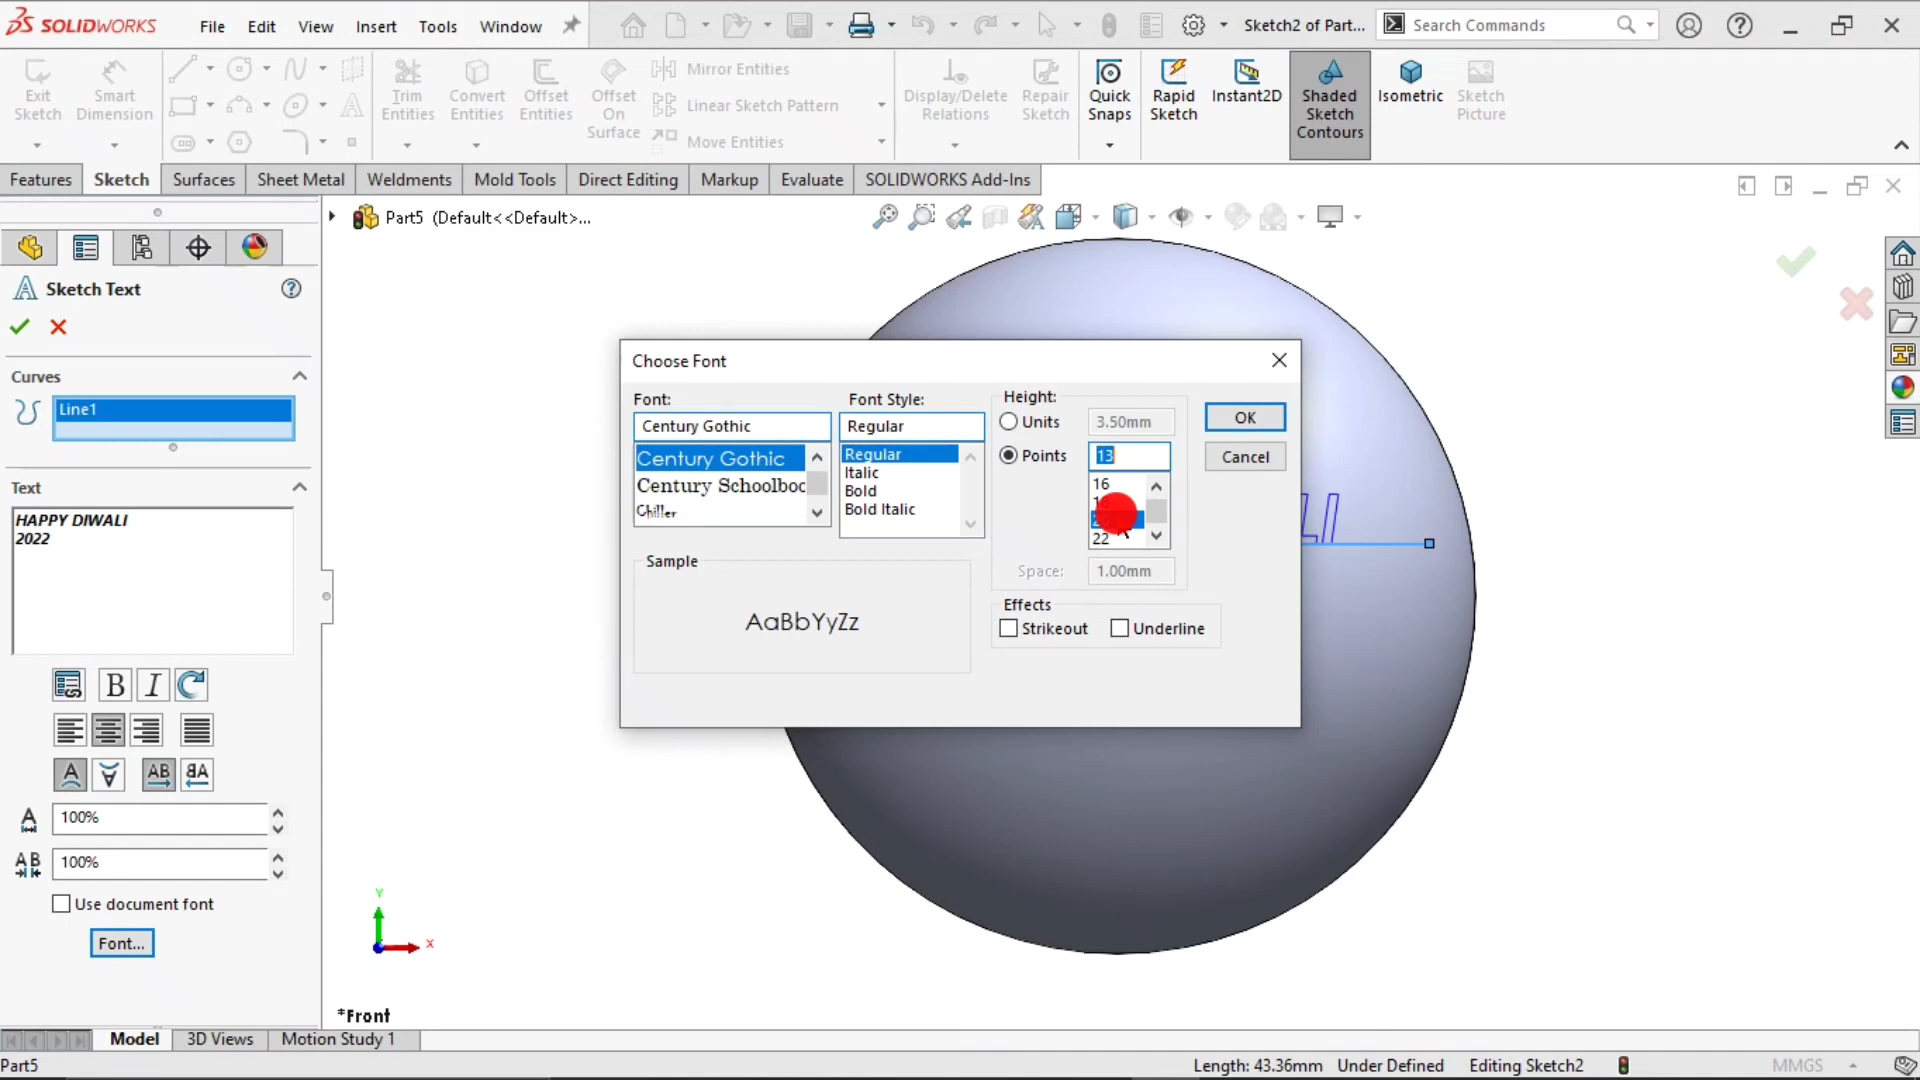 SOLIDWORKS
File Edit View Insert Tools Window
Sketch2 of Part... Search Commands
Exit Sketch
Smart Dimension
Trim Entities
Convert Entities
Offset Entities
Offset On Surface
Mirror Entities
Linear Sketch Pattern
Move Entities
Display/Delete Relations
Repair Sketch
Quick Snaps
Rapid Sketch
Instant2D
Shaded Sketch Contours
Isometric
Sketch Picture
Features Sketch Surfaces Sheet Metal Weldments Mold Tools Direct Editing Markup Evaluate SOLIDWORKS Add-Ins
Part5 (Default<<Default>...
Sketch Text
Curves
Line1
Text
HAPPY DIWALI
2022
B I
AB
100%
AB 100%
Use document font
Font...
Choose Font
Font: Font Style: Height:
Century Gothic Regular
Century Gothic
Century Schoolboo
Chiller
Regular
Italic
Bold
Bold Italic
Units 3.50mm
Points 13
16
22
Space: 1.00mm
OK
Cancel
Sample
AaBbYyZz
Effects
Strikeout Underline
LI
Y
X
*Front
Model 3D Views Motion Study 1
Part5 Length: 43.36mm Under Defined Editing Sketch2 MMGS